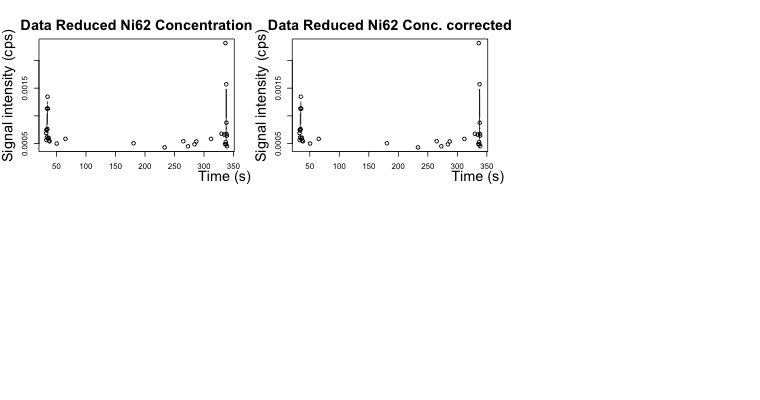 Data Reduced Ni62 Concentration
Signal intensity (cps)
0.0005 0.0015
50 100 150 200 250 300 350
Time (s)
Data Reduced Ni62 Conc. corrected
Signal intensity (cps)
0.0005 0.0015
50 100 150 200 250 300 350
Time (s)